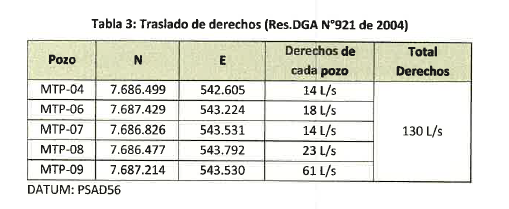 Tabla 3: Traslado de derechos (Res.DGA N°921 de 2004)
Pozo N E Derechos de cada pozo Total Derechos
MTP-04 7.686.499 542.605 14 L/s
MTP-06 7.687.429 543.224 18 L/s
MTP-07 7.686.826 543.531 14 L/s 130 L/s
MTP-08 7.686.477 543.792 23 L/s
MTP-09 7.687.214 543.530 61 L/s
DATUM: PSAD56